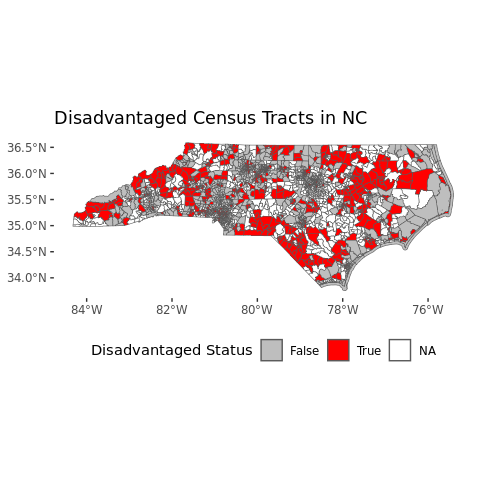 Disadvantaged Census Tracts in NC
36.5°N
36.0°N
35.5°N
35.0°N
34.5°N
34.0°N
84°W 82°W 80°W 78°W 76°W
Disadvantaged Status False True NA